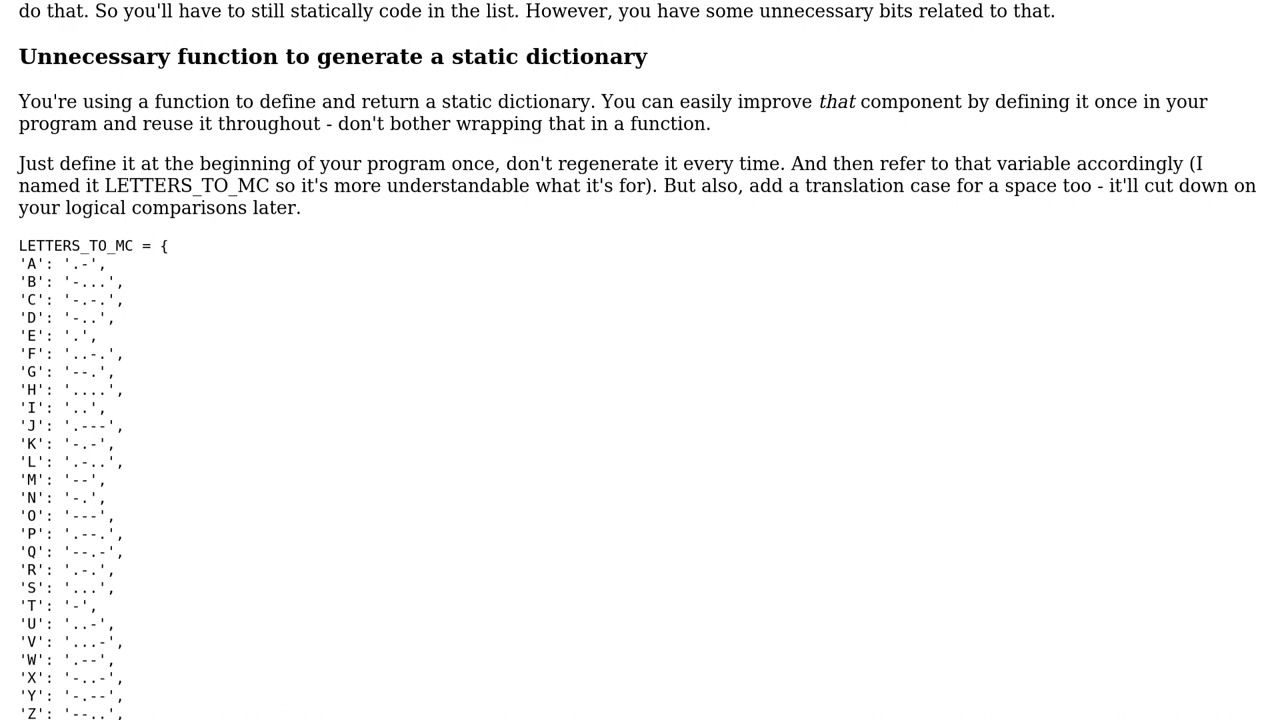 do that. So you'll have to still statically code in the list. However, you have some unnecessary bits related to that.
Unnecessary function to generate a static dictionary
You're using a function to define and return a static dictionary. You can easily improve that component by defining it once in your
program and reuse it throughout - don't bother wrapping that in a function.
Just define it at the beginning of your program once, don't regenerate it every time. And then refer to that variable accordingly (I
named it LETTERS_TO_MC so it's more understandable what it's for). But also, add a translation case for a space too - it'll cut down on
your logical comparisons later.
LETTERS_TO_MC = {
'A': '.-',
'B': '-...',
'C': '-.-.',
'D': '-..',
'E': '.',
'F': '..-.',
'G': '--.',
'H': '....',
'I': '..',
'J': '.---',
'K': '-.-',
'L': '.-..',
'M': '--',
'N': '-.',
'O': '---',
'P': '.--.',
'Q': '--.-',
'R': '.-.',
'S': '...',
'T': '-',
'U': '..-',
'V': '...-',
'W': '.--',
'X': '-..-',
'Y': '-.--',
'Z': '--..',